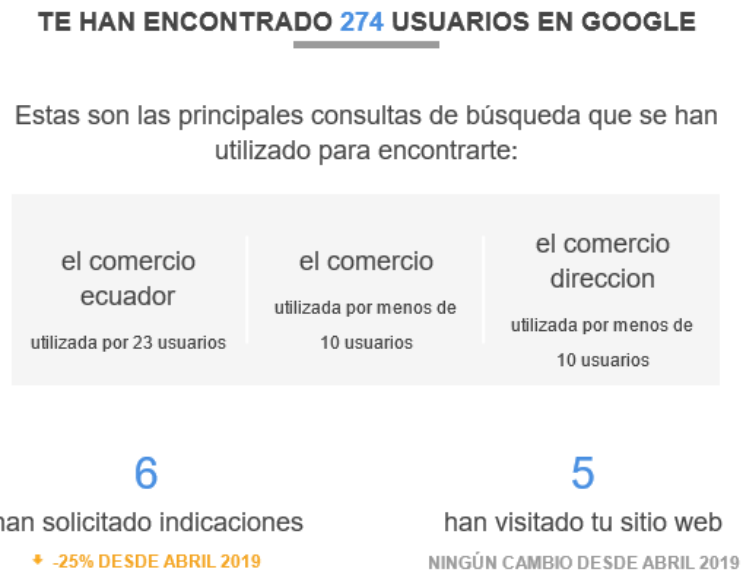 TE HAN ENCONTRADO 274 USUARIOS EN GOOGLE
Estas son las principales consultas de búsqueda que se han
utilizado para encontrarte:
el comercio
ecuador
utilizada por 23 usuarios
el comercio
utilizada por menos de
10 usuarios
el comercio
direccion
utilizada por menos de
10 usuarios
6
han solicitado indicaciones
-25% DESDE ABRIL 2019
5
han visitado tu sitio web
NINGÚN CAMBIO DESDE ABRIL 2019